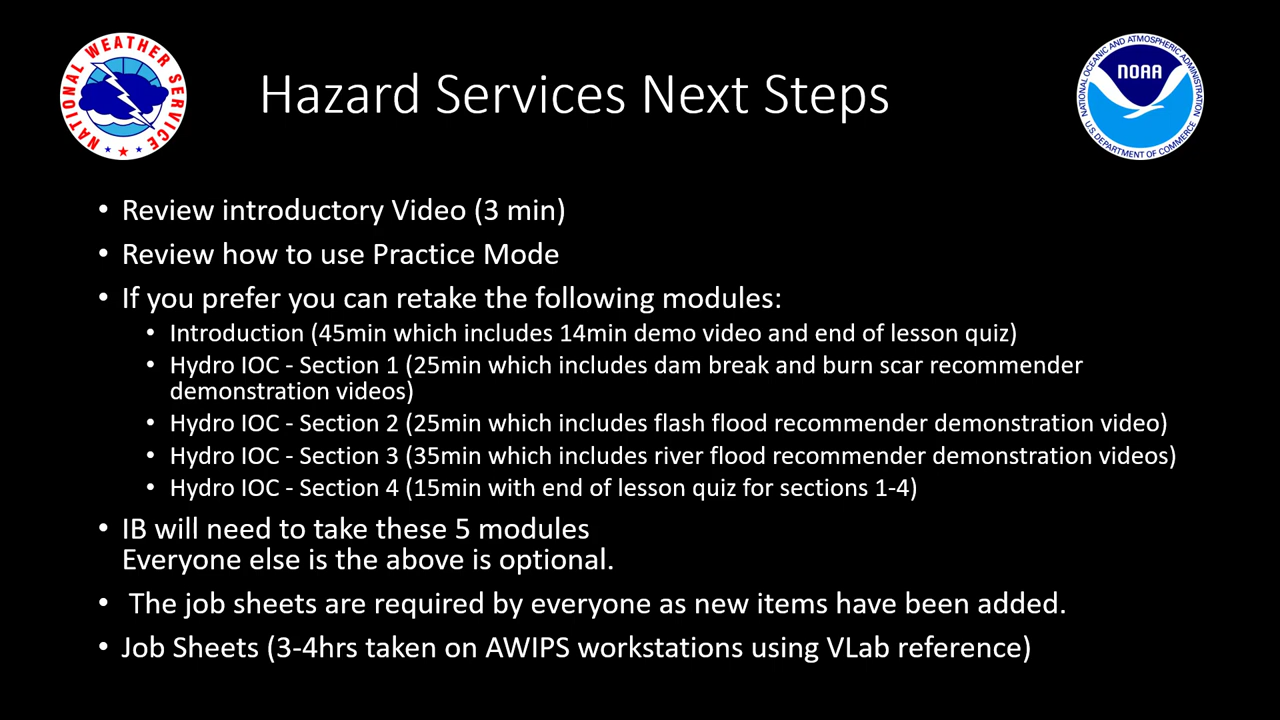 NATIONAL WEATHER SERVICE
Hazard Services Next Steps
NATIONAL OCEANIC AND ATMOSPHERIC ADMINISTRATION
NOAA
U.S. DEPARTMENT OF COMMERCE
• Review introductory Video (3 min)
• Review how to use Practice Mode
• If you prefer you can retake the following modules:
• Introduction (45min which includes 14min demo video and end of lesson quiz)
• Hydro IOC - Section 1 (25min which includes dam break and burn scar recommender
demonstration videos)
• Hydro IOC - Section 2 (25min which includes flash flood recommender demonstration video)
• Hydro IOC - Section 3 (35min which includes river flood recommender demonstration videos)
• Hydro IOC - Section 4 (15min with end of lesson quiz for sections 1-4)
• IB will need to take these 5 modules
Everyone else is the above is optional.
• The job sheets are required by everyone as new items have been added.
• Job Sheets (3-4hrs taken on AWIPS workstations using VLab reference)